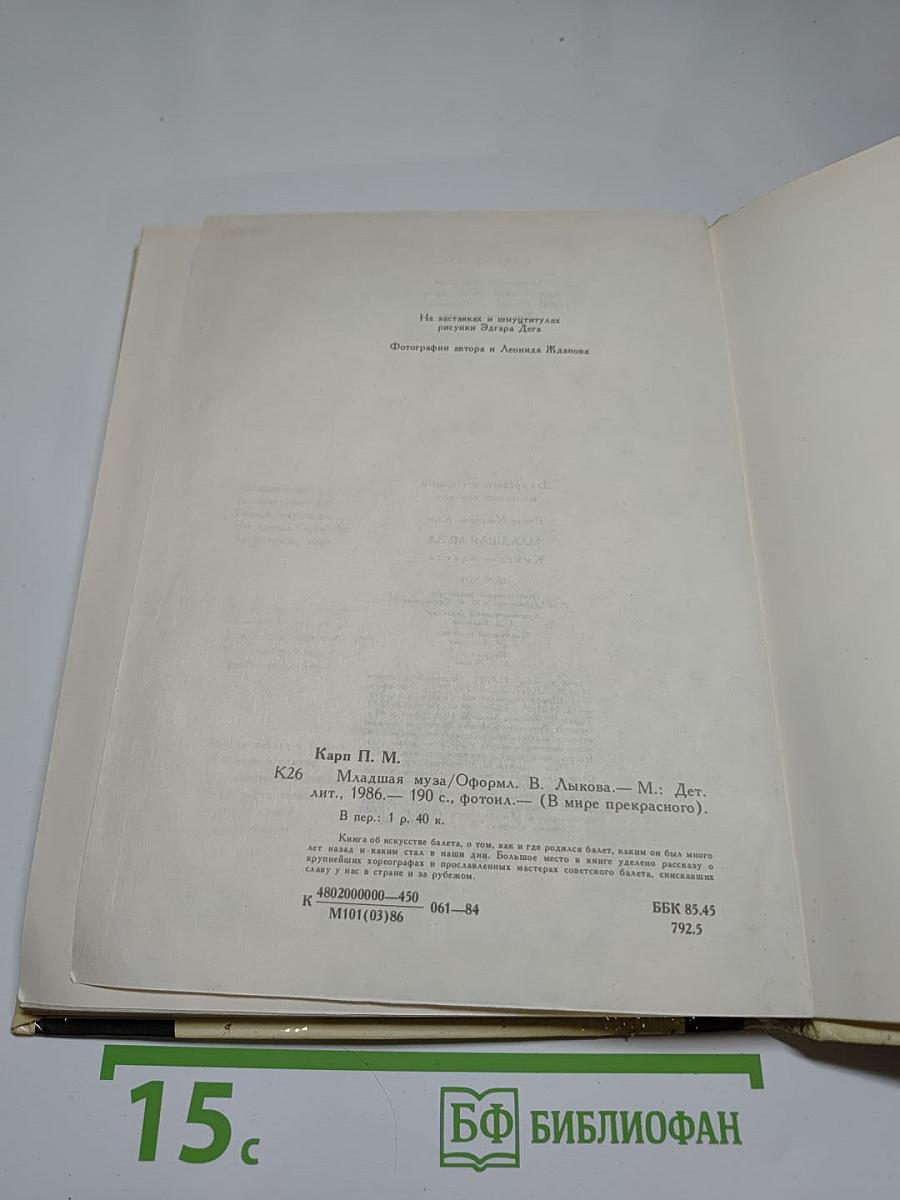 На заставках и шмуцтитулах
рисунки Эдгара Дега
Фотографии автора и Леонида Жданова
Карп П. М.
К26 Младшая муза/Оформл. В. Лыкова.— М.: Дет.
лит., 1986.— 190 с., фотоил.— (В мире прекрасного).
В пер.: 1 р. 40 к.
Книга об искусстве балета, о том, как и где родился балет, каким он был много
лет назад и каким стал в наши дни. Большое место в книге уделено рассказу о
крупнейших хореографах и прославленных мастерах советского балета, снискавших
славу у нас в стране и за рубежом.
К 4802000000—450 061—84
М101(03)86
ББК 85.45
792.5
15 с
БФ БИБЛИОФАН